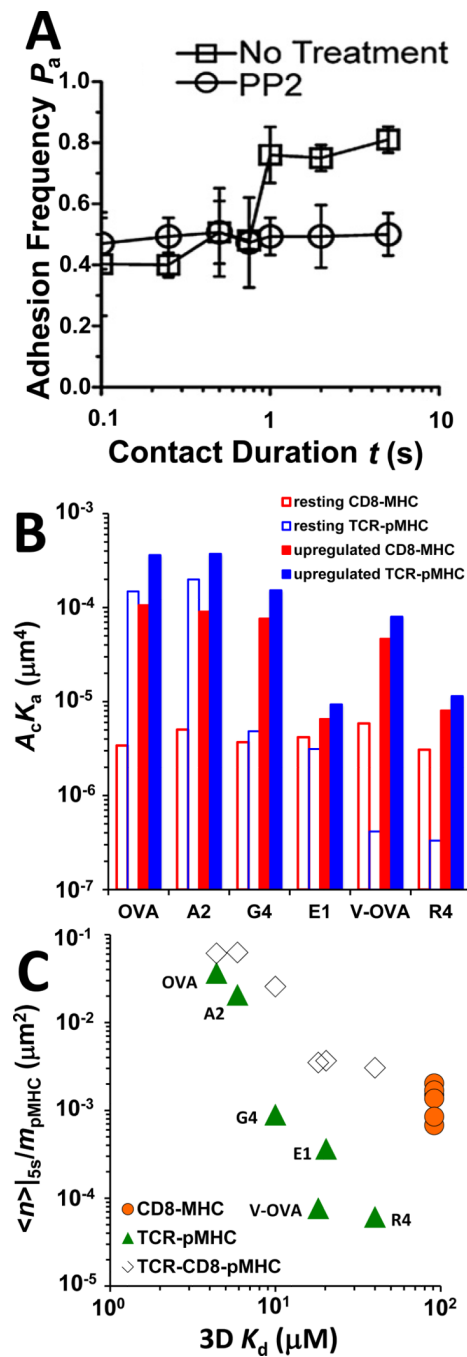 A
No Treatment
PP2
Adhesion Frequency Pₐ
1.0
0.8
0.6
0.4
0.2
0.0
0.1
1
10
Contact Duration t (s)
B
resting CD8-MHC
resting TCR-pMHC
upregulated CD8-MHC
upregulated TCR-pMHC
AcKa (μm⁴)
10⁻³
10⁻⁴
10⁻⁵
10⁻⁶
10⁻⁷
OVA A2 G4 E1 V-OVA R4
C
<n>|₅ₛ/mpMHC (μm²)
10⁻¹
10⁻²
10⁻³
10⁻⁴
10⁻⁵
OVA
A2
G4
E1
V-OVA
R4
CD8-MHC
TCR-pMHC
TCR-CD8-pMHC
10⁰ 10¹ 10²
3D Kd (μM)